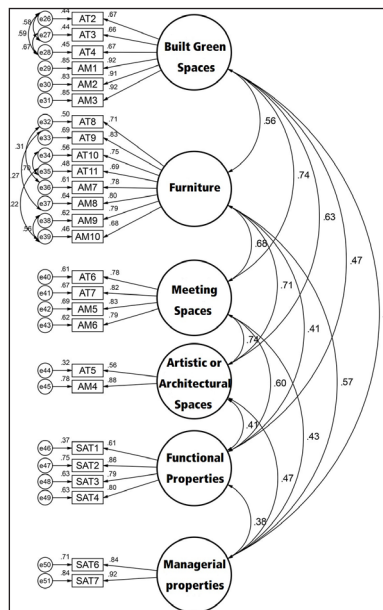 .58
.59
.67
e26 .44 AT2 .67
e27 .44 AT3 .66
e28 .45 AT4 .67
e29 .85 AM1 .92
e30 .83 AM2 .91
e31 .85 AM3 .92
Built Green
Spaces
.56
.74
.63
.47
.31
.27
.22
.56
e32 .50 AT8 .71
e33 .69 AT9 .83
e34 .56 AT10 .75
e35 .48 AT11 .69
e36 .61 AM7 .78
e37 .64 AM8 .80
e38 .62 AM9 .79
e39 .46 AM10 .68
Furniture
.68
.71
.41
.57
e40 .61 AT6 .78
e41 .67 AT7 .82
e42 .69 AM5 .83
e43 .62 AM6 .79
Meeting
Spaces
.74
.60
.43
e44 .32 AT5 .56
e45 .78 AM4 .88
Artistic or
Architectural
Spaces
.41
.47
e46 .37 SAT1 .61
e47 .75 SAT2 .86
e48 .63 SAT3 .79
e49 .63 SAT4 .80
Functional
Properties
.38
e50 .71 SAT6 .84
e51 .84 SAT7 .92
Managerial
properties